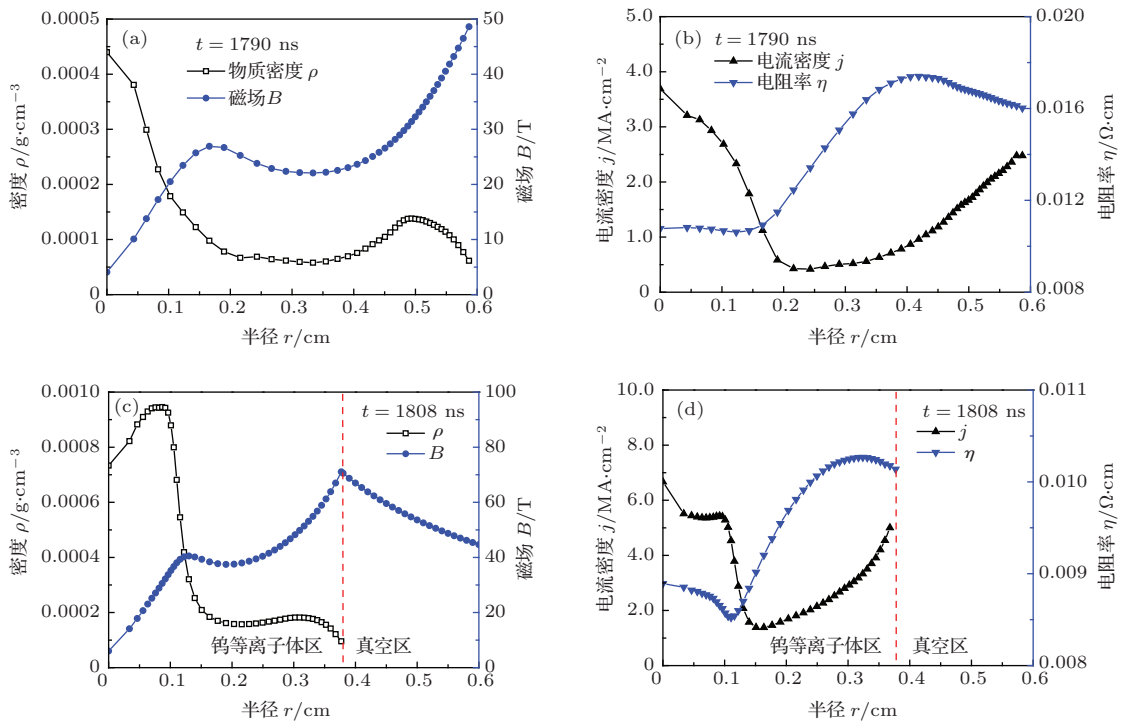 (a)
t = 1790 ns
物质密度 ρ
磁场 B
密度 ρ/g·cm⁻³
0.0005
0.0004
0.0003
0.0002
0.0001
0
50
40
30
20
10
0
磁场 B/T
0 0.1 0.2 0.3 0.4 0.5 0.6
半径 r/cm
(b)
t = 1790 ns
电流密度 j
电阻率 η
电流密度 j/MA·cm⁻²
5.0
4.0
3.0
2.0
1.0
0
0.020
0.016
0.012
0.008
电阻率 η/Ω·cm
0 0.1 0.2 0.3 0.4 0.5 0.6
半径 r/cm
(c)
t = 1808 ns
ρ
B
密度 ρ/g·cm⁻³
0.0010
0.0008
0.0006
0.0004
0.0002
0
100
80
60
40
20
0
磁场 B/T
钨等离子体区 真空区
0 0.1 0.2 0.3 0.4 0.5 0.6
半径 r/cm
(d)
t = 1808 ns
j
η
电流密度 j/MA·cm⁻²
10.0
8.0
6.0
4.0
2.0
0
0.011
0.010
0.009
0.008
电阻率 η/Ω·cm
钨等离子体区 真空区
0 0.1 0.2 0.3 0.4 0.5 0.6
半径 r/cm